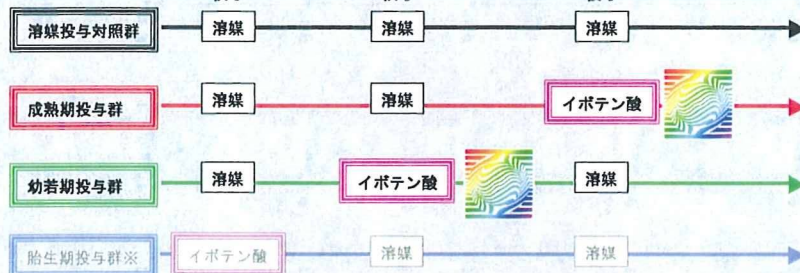 溶媒投与対照群 溶媒 溶媒 溶媒
成熟期投与群 溶媒 溶媒 イボテン酸
幼若期投与群 溶媒 イボテン酸 溶媒
胎生期投与群※ イボテン酸 溶媒 溶媒